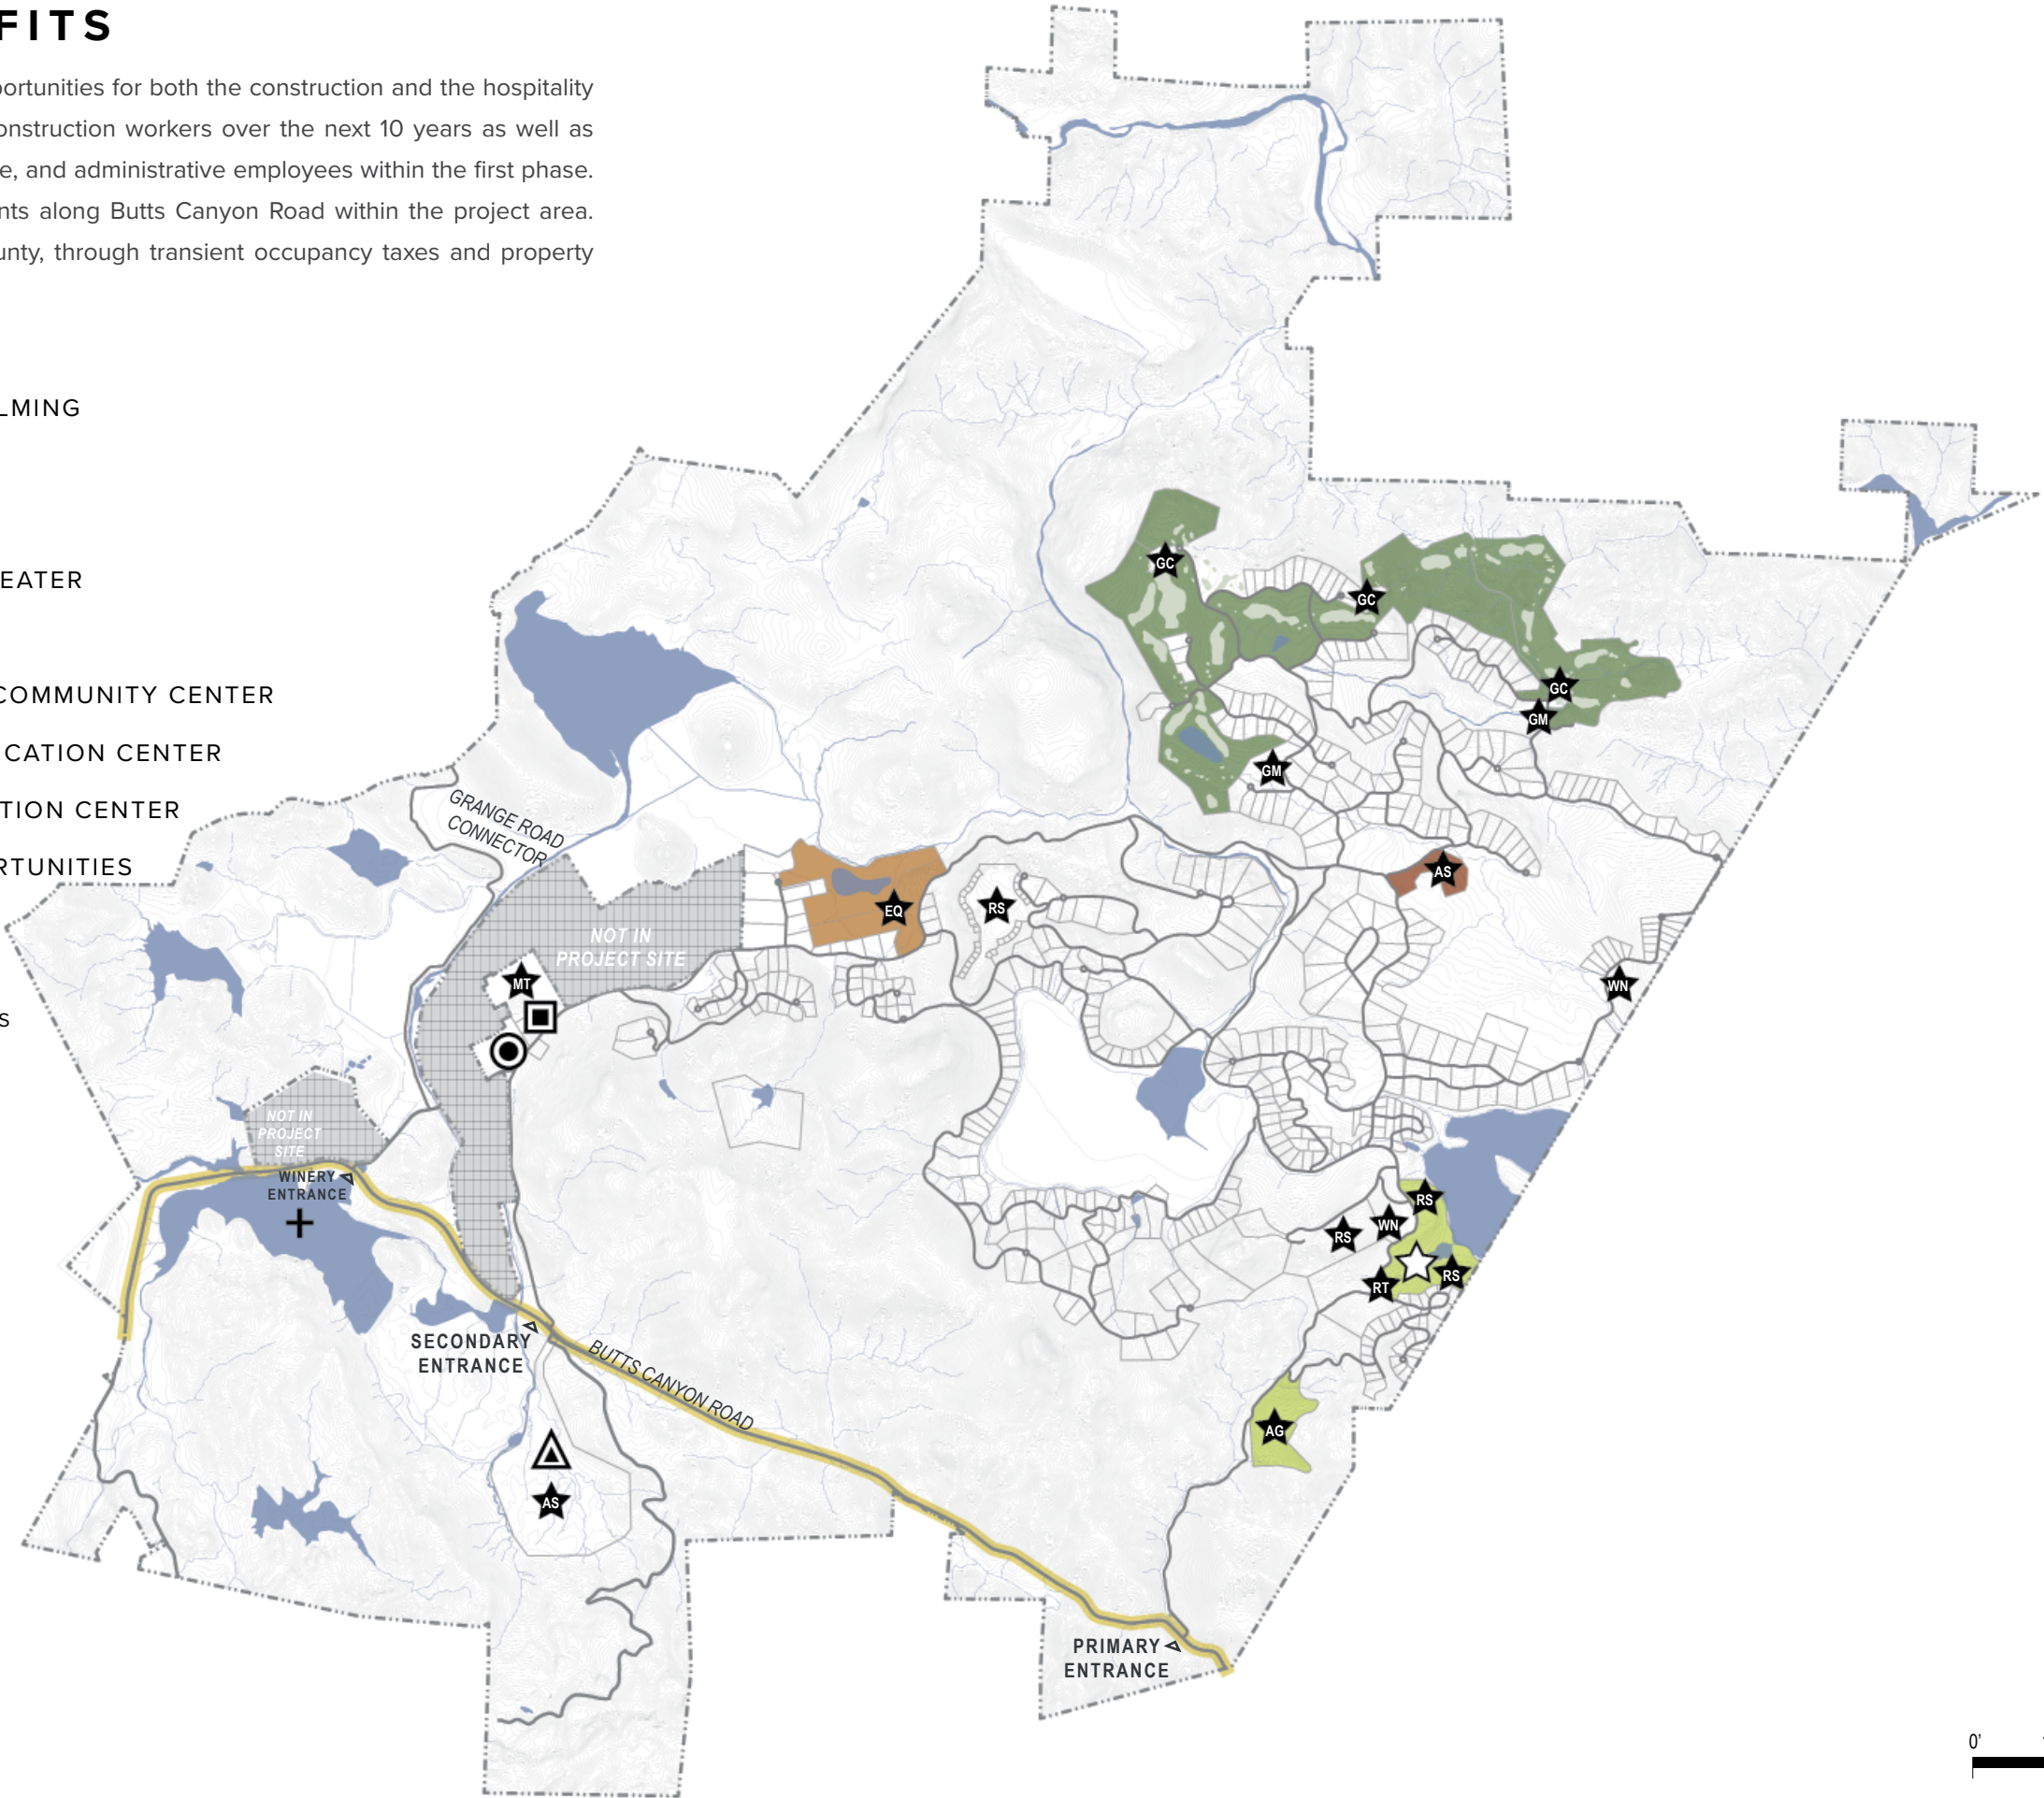 FITS
portunities for both the construction and the hospitality
onstruction workers over the next 10 years as well as
e, and administrative employees within the first phase.
nts along Butts Canyon Road within the project area.
unty, through transient occupancy taxes and property
LMING
EATER
COMMUNITY CENTER
CATION CENTER
TION CENTER
RTUNITIES
S
GC
GC
GC
GM
GM
GRANGE ROAD
CONNECTOR
AS
EQ
RS
NOT IN
PROJECT SITE
MT
WN
NOT IN
PROJECT
SITE
WINERY
ENTRANCE
RS
WN
RS
RS
RT
SECONDARY
ENTRANCE
BUTTS CANYON ROAD
AG
AS
PRIMARY
ENTRANCE
0'